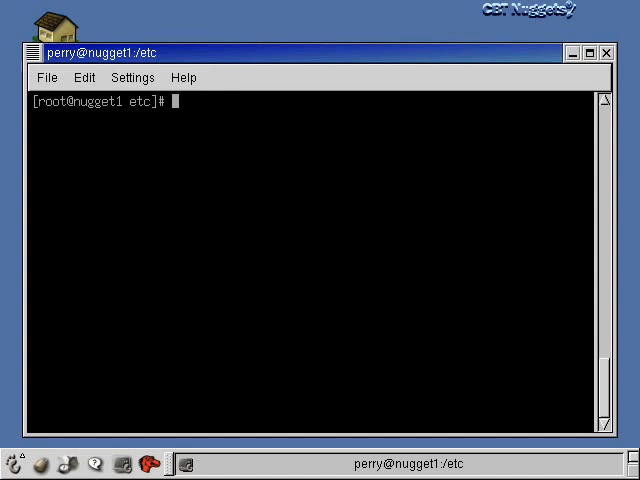 CBT Nuggets
perry@nugget1:/etc
File Edit Settings Help
[root@nugget1 etc]#
perry@nugget1:/etc